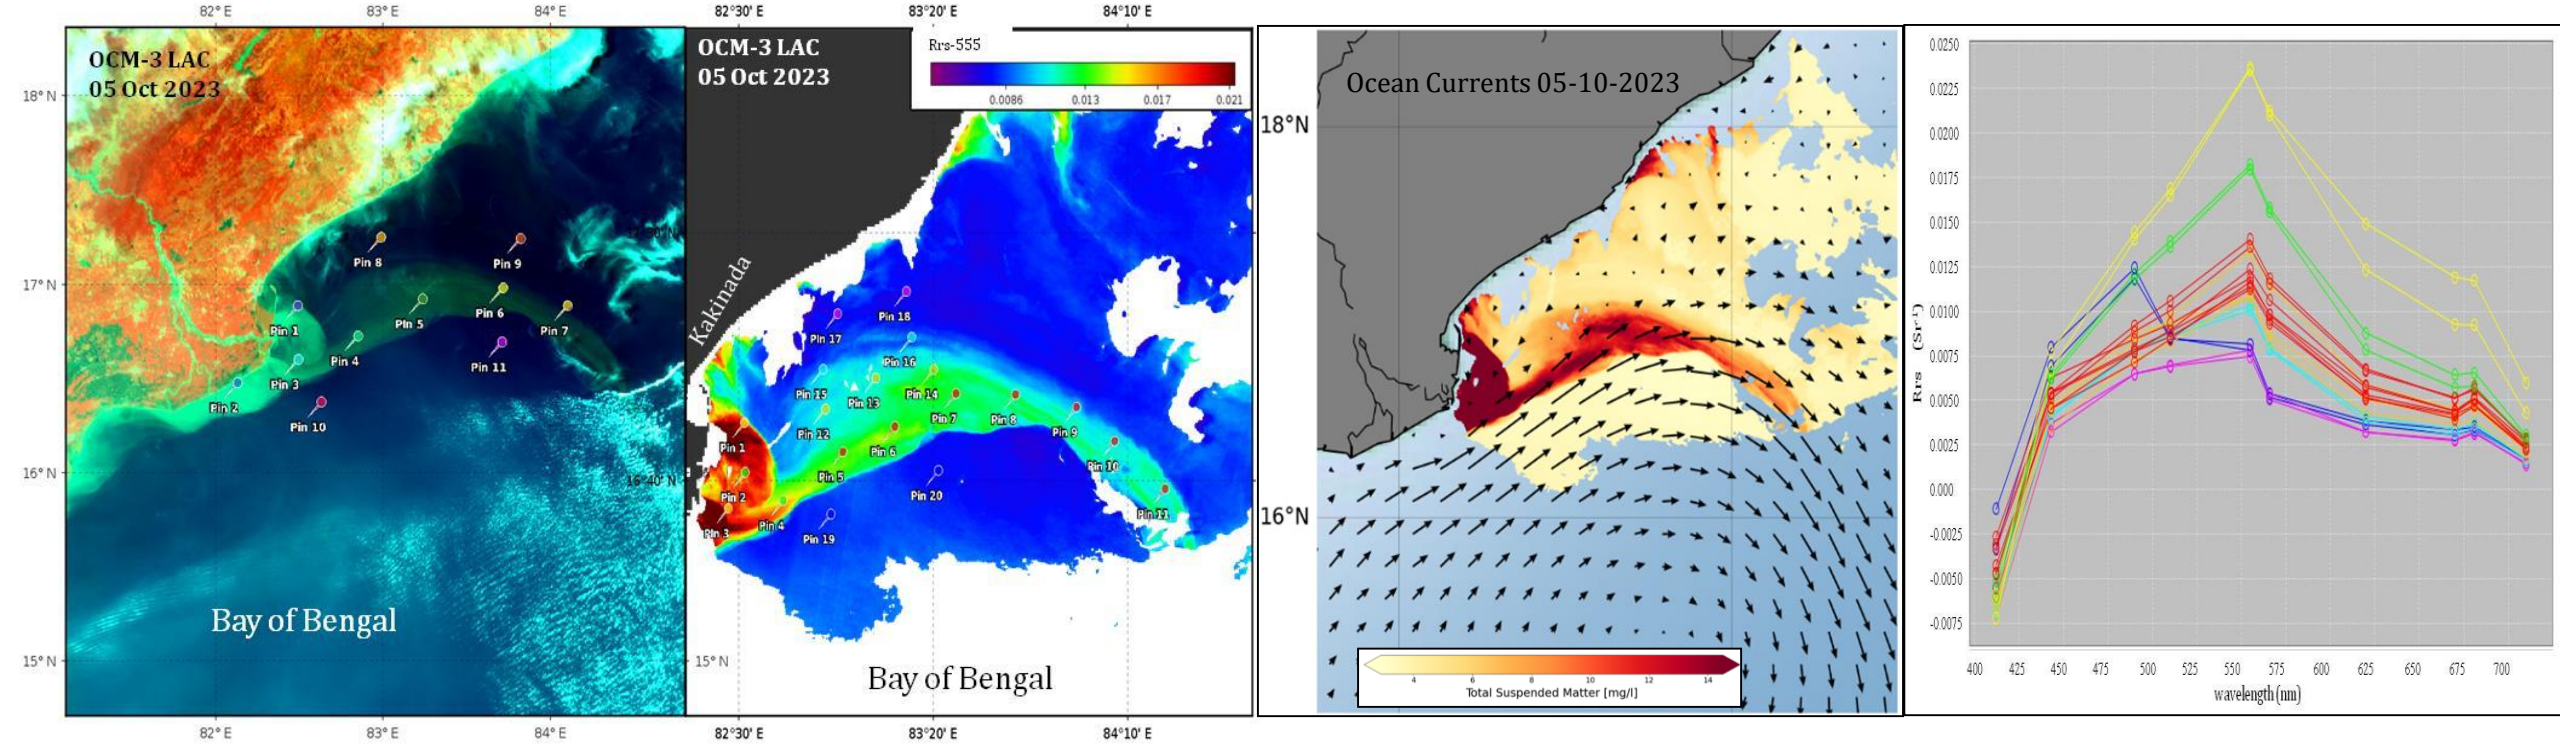 82° E 83° E 84° E
OCM-3 LAC
05 Oct 2023
18° N
17° N
16° N
15° N
Pin 8
Pin 9
Pin 1
Pin 5
Pin 6
Pin 7
Pin 4
Pin 11
Pin 3
Pin 2
Pin 10
Bay of Bengal
82° E 83° E 84° E
82°30' E 83°20' E 84°10' E
OCM-3 LAC
05 Oct 2023
Rrs-555
0.0086 0.013 0.017 0.021
Kakinada
16°40' N
15° N
Pin 18
Pin 17
Pin 16
Pin 15
Pin 13
Pin 14
Pin 7
Pin 8
Pin 9
Pin 12
Pin 1
Pin 6
Pin 10
Pin 5
Pin 2
Pin 20
Pin 4
Pin 11
Pin 3
Pin 19
Bay of Bengal
82°30' E 83°20' E 84°10' E
Ocean Currents 05-10-2023
18°N
16°N
4 6 8 10 12 14
Total Suspended Matter [mg/l]
0.0250
0.0225
0.0200
0.0175
0.0150
0.0125
0.0100
0.0075
0.0050
0.0025
0.000
-0.0025
-0.0050
-0.0075
Rrs (Sr⁻¹)
400 425 450 475 500 525 550 575 600 625 650 675 700
wavelength (nm)